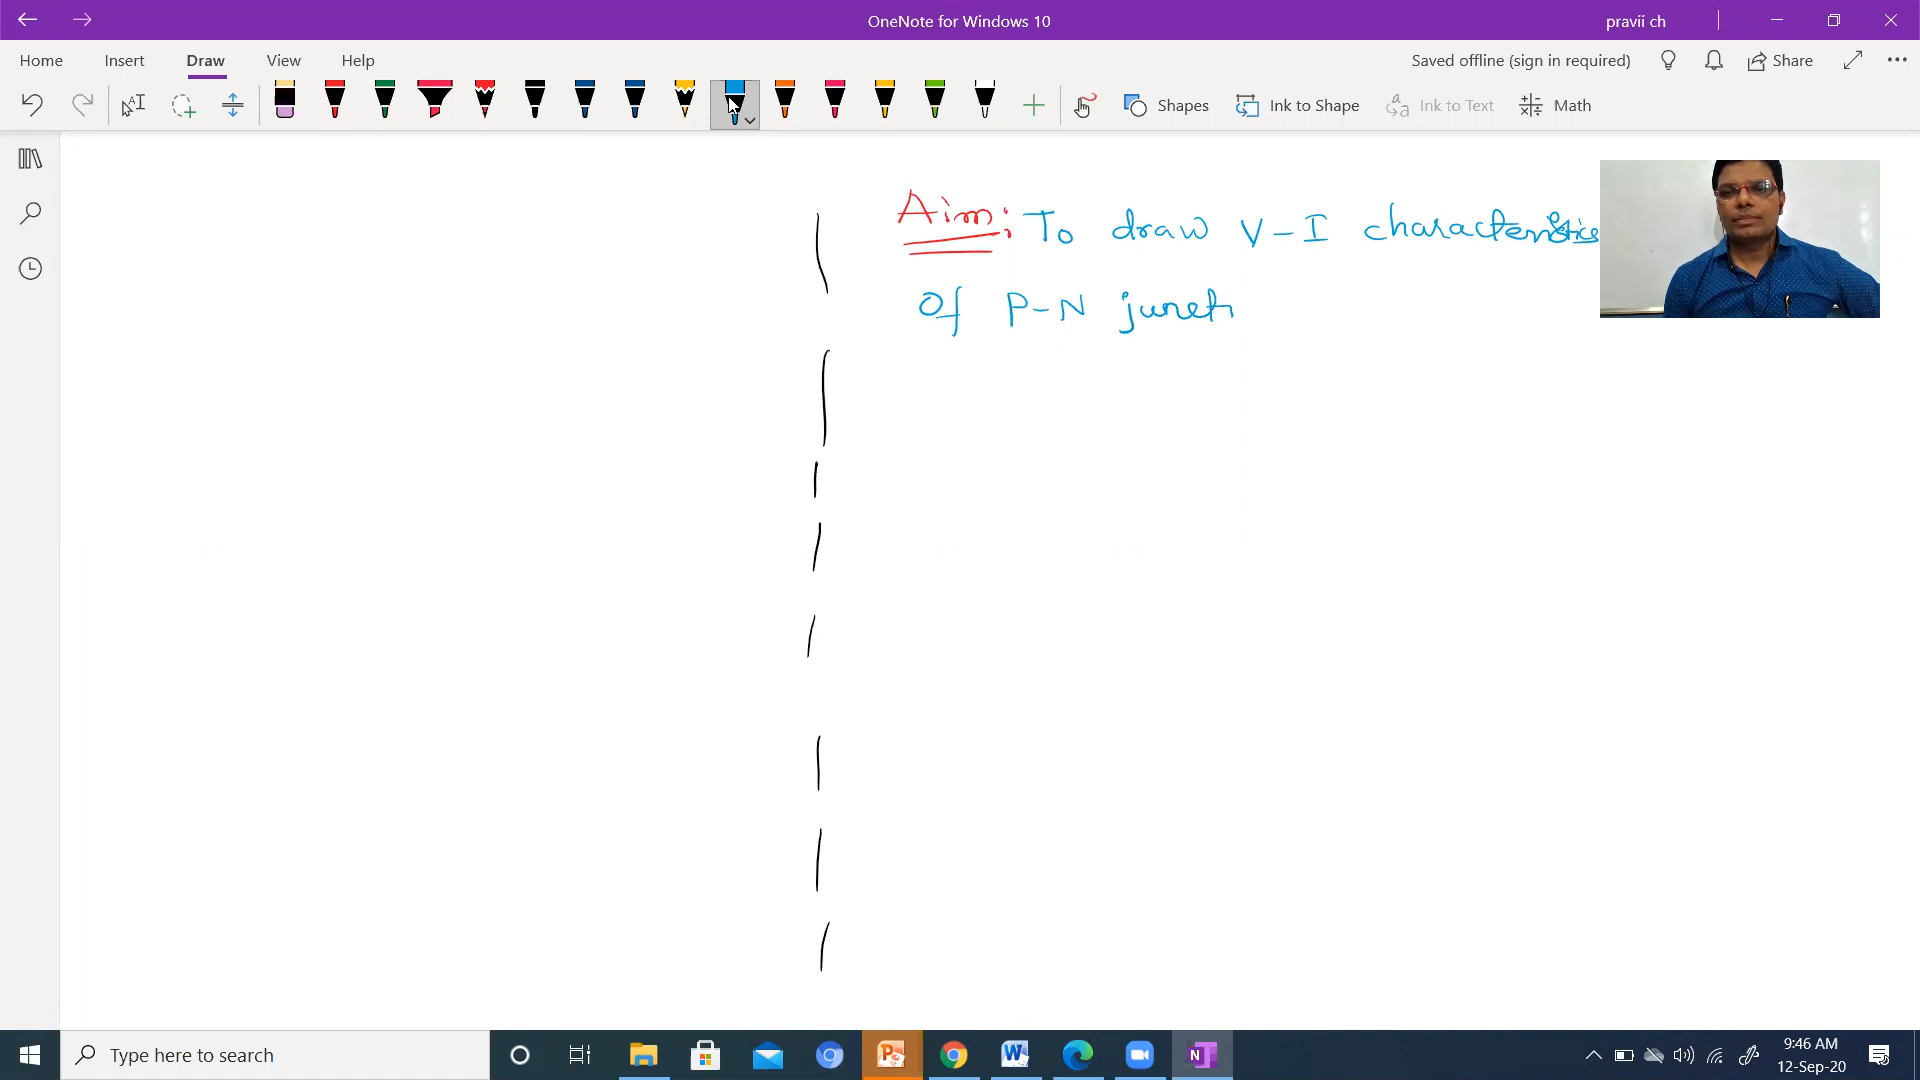 OneNote for Windows 10
pravii ch
Home Insert Draw View Help
Saved offline (sign in required) Share
Shapes Ink to Shape Ink to Text Math
Aim: To draw V-I characteristics
Of P-N juncti
Type here to search
9:46 AM
12-Sep-20